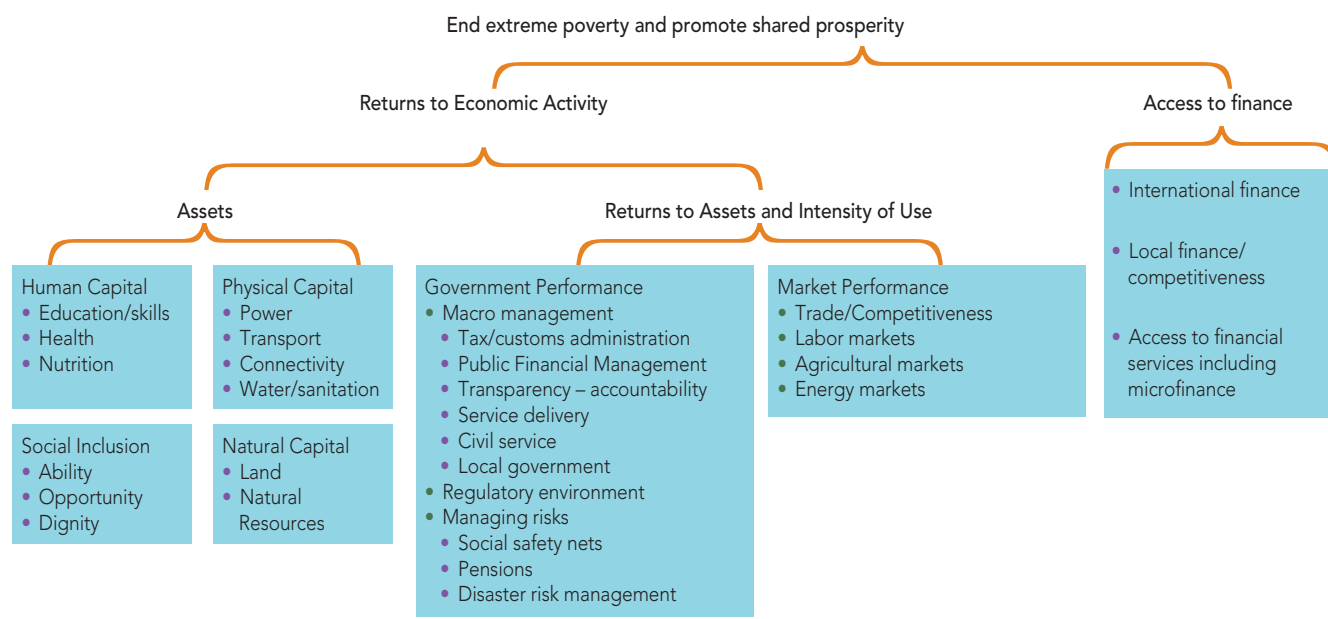 End extreme poverty and promote shared prosperity
Returns to Economic Activity
Access to finance
Assets
Returns to Assets and Intensity of Use
Human Capital
• Education/skills
• Health
• Nutrition
Physical Capital
• Power
• Transport
• Connectivity
• Water/sanitation
Social Inclusion
• Ability
• Opportunity
• Dignity
Natural Capital
• Land
• Natural
Resources
Government Performance
• Macro management
• Tax/customs administration
• Public Financial Management
• Transparency – accountability
• Service delivery
• Civil service
• Local government
• Regulatory environment
• Managing risks
• Social safety nets
• Pensions
• Disaster risk management
Market Performance
• Trade/Competitiveness
• Labor markets
• Agricultural markets
• Energy markets
• International finance
• Local finance/
competitiveness
• Access to financial
services including
microfinance